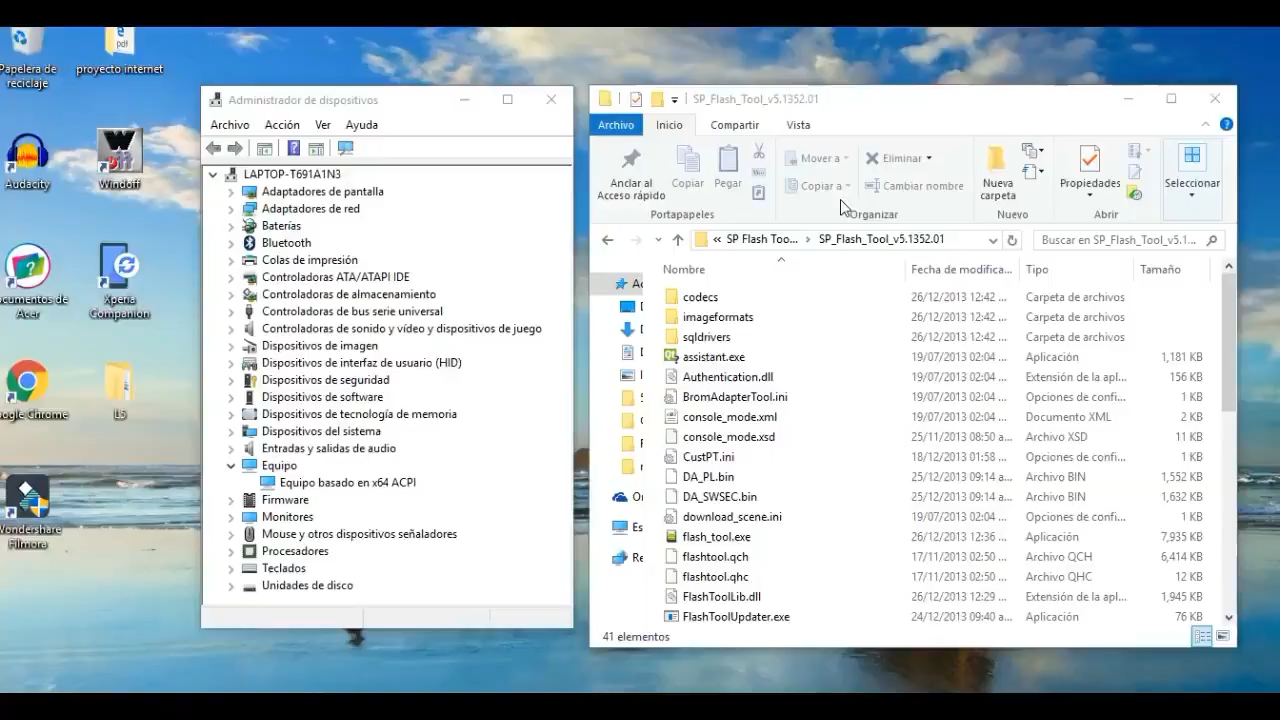 Papelera de
reciclaje
pdf
proyecto internet
Audacity
Windoff
ocumentos de
Acer
Xperia
Companion
oogle Chrome
L5
Wondershare
Filmora
Administrador de dispositivos
Archivo Acción Ver Ayuda
LAPTOP-T691A1N3
Adaptadores de pantalla
Adaptadores de red
Baterías
Bluetooth
Colas de impresión
Controladoras ATA/ATAPI IDE
Controladoras de almacenamiento
Controladoras de bus serie universal
Controladoras de sonido y vídeo y dispositivos de juego
Dispositivos de imagen
Dispositivos de interfaz de usuario (HID)
Dispositivos de seguridad
Dispositivos de software
Dispositivos de tecnología de memoria
Dispositivos del sistema
Entradas y salidas de audio
Equipo
Equipo basado en x64 ACPI
Firmware
Monitores
Mouse y otros dispositivos señaladores
Procesadores
Teclados
Unidades de disco
SP_Flash_Tool_v5.1352.01
Archivo Inicio Compartir Vista
Anclar al
Acceso rápido
Copiar
Pegar
Mover a
Copiar a
Eliminar
Cambiar nombre
Nueva
carpeta
Propiedades
Seleccionar
Portapapeles Organizar Nuevo Abrir
« SP Flash Too... › SP_Flash_Tool_v5.1352.01
Buscar en SP_Flash_Tool_v5.1...
Nombre Fecha de modifica... Tipo Tamaño
codecs 26/12/2013 12:42 ... Carpeta de archivos
imageformats 26/12/2013 12:42 ... Carpeta de archivos
sqldrivers 26/12/2013 12:42 ... Carpeta de archivos
assistant.exe 19/07/2013 02:04 ... Aplicación 1,181 KB
Authentication.dll 19/07/2013 02:04 ... Extensión de la apl... 156 KB
BromAdapterTool.ini 19/07/2013 02:04 ... Opciones de confi... 1 KB
console_mode.xml 19/07/2013 02:04 ... Documento XML 2 KB
console_mode.xsd 25/11/2013 08:50 a... Archivo XSD 11 KB
CustPT.ini 18/12/2013 01:58 ... Opciones de confi... 1 KB
DA_PL.bin 25/12/2013 09:14 a... Archivo BIN 1,552 KB
DA_SWSEC.bin 25/12/2013 09:14 a... Archivo BIN 1,632 KB
download_scene.ini 19/07/2013 02:04 ... Opciones de confi... 1 KB
flash_tool.exe 26/12/2013 12:36 ... Aplicación 7,935 KB
flashtool.qch 17/11/2013 02:50 ... Archivo QCH 6,414 KB
flashtool.qhc 17/11/2013 02:50 ... Archivo QHC 12 KB
FlashToolLib.dll 26/12/2013 12:29 ... Extensión de la apl... 1,945 KB
FlashToolUpdater.exe 24/12/2013 09:40 a... Aplicación 76 KB
41 elementos